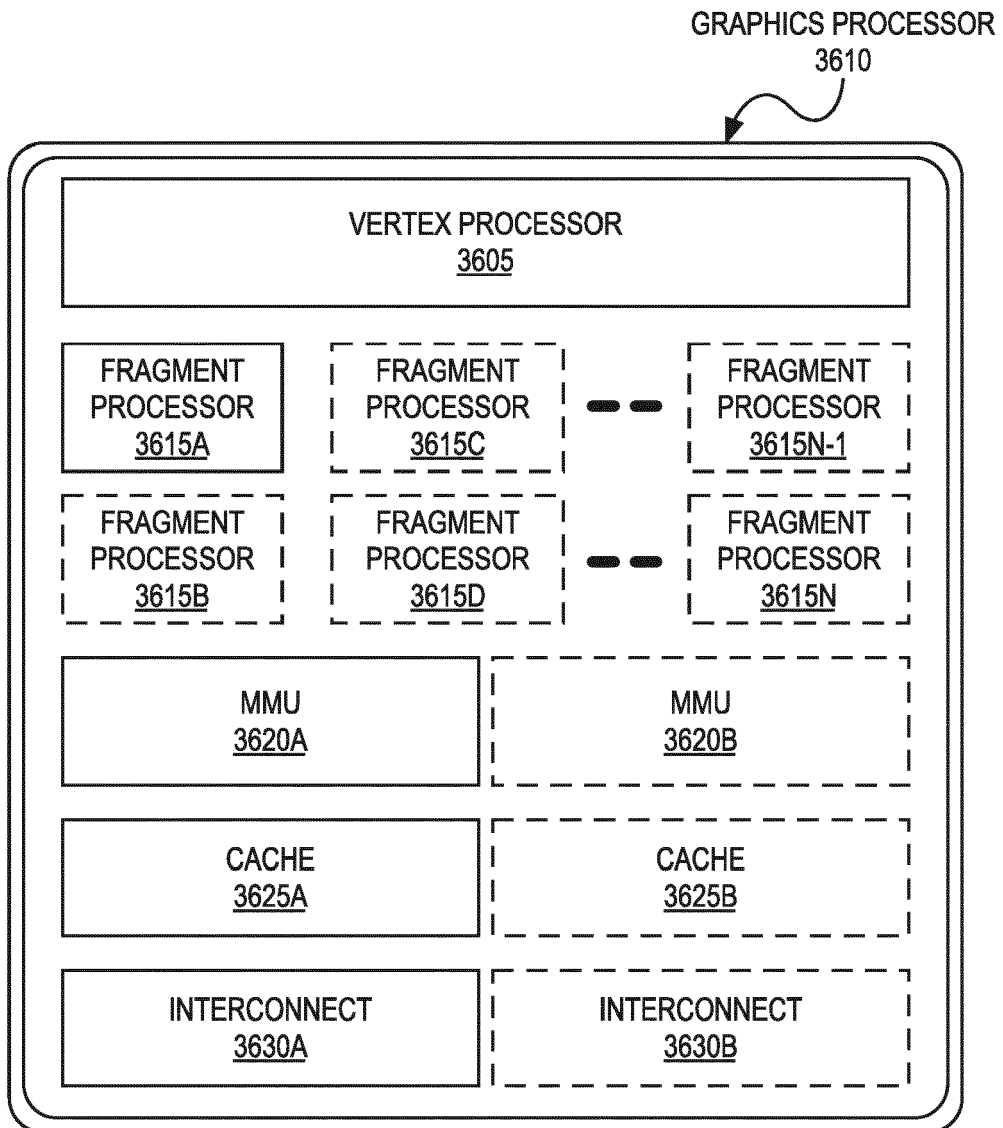 GRAPHICS PROCESSOR
3610
VERTEX PROCESSOR
3605
FRAGMENT
PROCESSOR
3615A
FRAGMENT
PROCESSOR
3615C
FRAGMENT
PROCESSOR
3615N-1
FRAGMENT
PROCESSOR
3615B
FRAGMENT
PROCESSOR
3615D
FRAGMENT
PROCESSOR
3615N
MMU
3620A
MMU
3620B
CACHE
3625A
CACHE
3625B
INTERCONNECT
3630A
INTERCONNECT
3630B